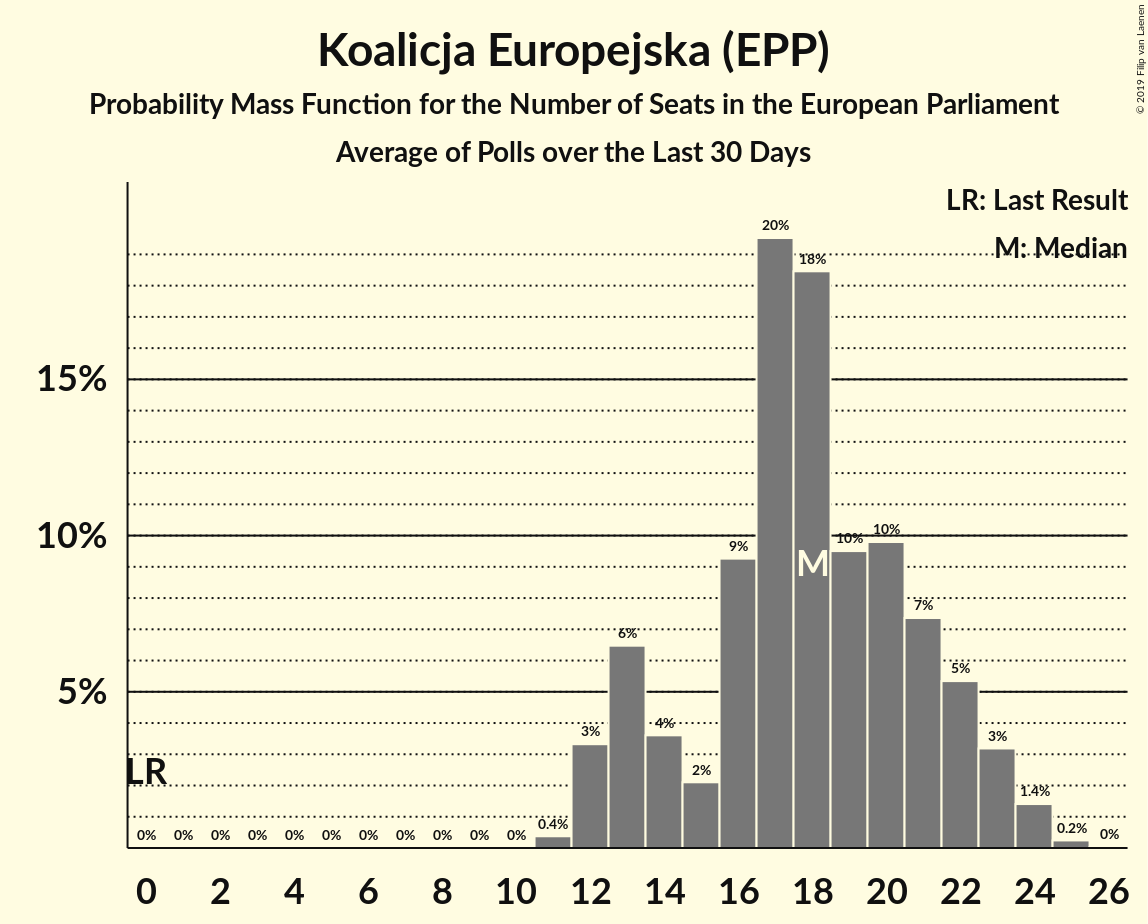 Koalicja Europejska (EPP)
Probability Mass Function for the Number of Seats in the European Parliament
Average of Polls over the Last 30 Days
© 2019 Filip van Laenen
LR: Last Result
M: Median
15%
10%
5%
LR
M
0% 0% 0% 0% 0% 0% 0% 0% 0% 0% 0% 0.4% 3% 6% 4% 2% 9% 20% 18% 10% 10% 7% 5% 3% 1.4% 0.2% 0%
0 2 4 6 8 10 12 14 16 18 20 22 24 26